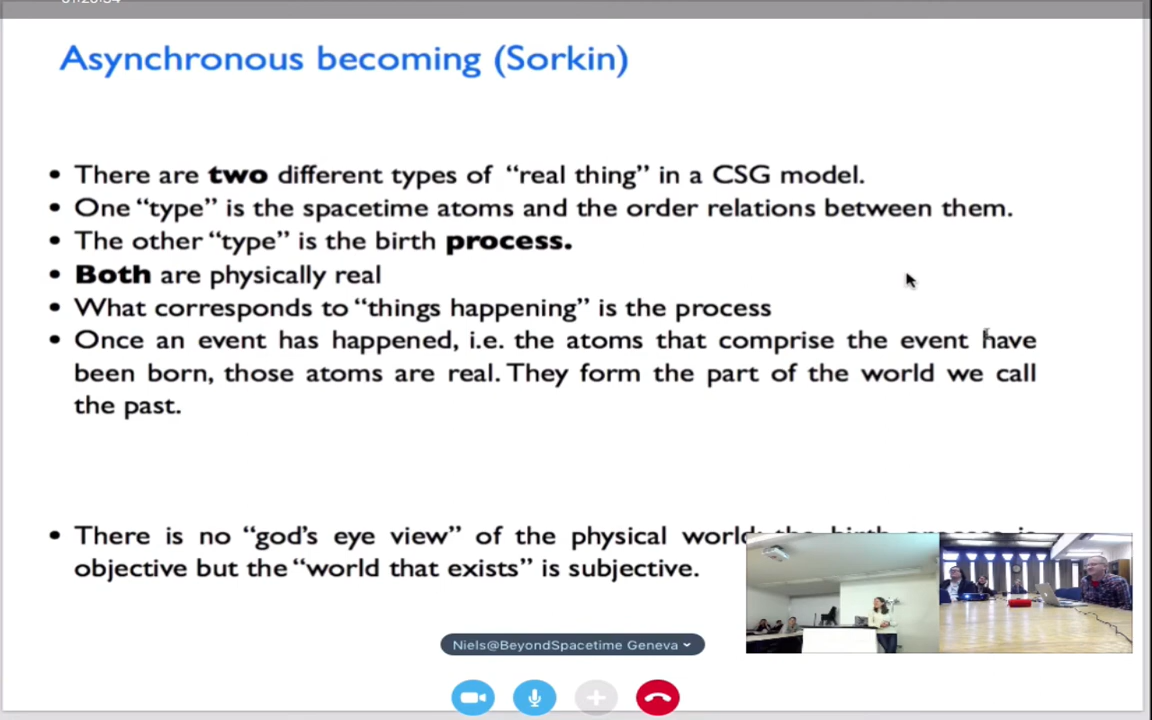 Asynchronous becoming (Sorkin)
• There are two different types of “real thing” in a CSG model.
• One “type” is the spacetime atoms and the order relations between them.
• The other “type” is the birth process.
• Both are physically real
• What corresponds to “things happening” is the process
• Once an event has happened, i.e. the atoms that comprise the event have
been born, those atoms are real. They form the part of the world we call
the past.
• There is no “god’s eye view” of the physical world: the birth process is
objective but the “world that exists” is subjective.
Niels@BeyondSpacetime Geneva